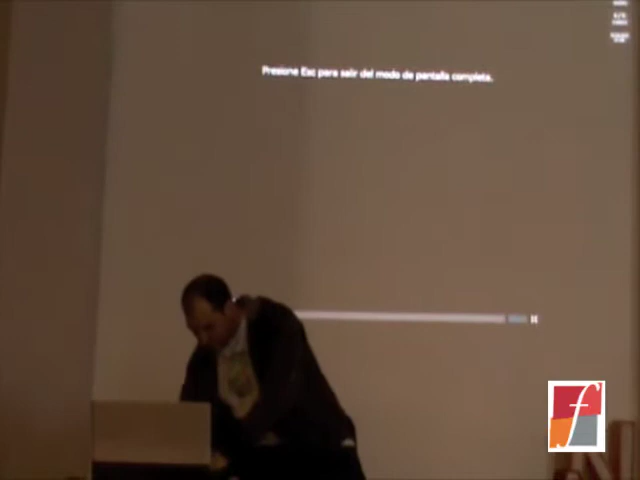 Presione Esc para salir del modo de pantalla completa.
f
N